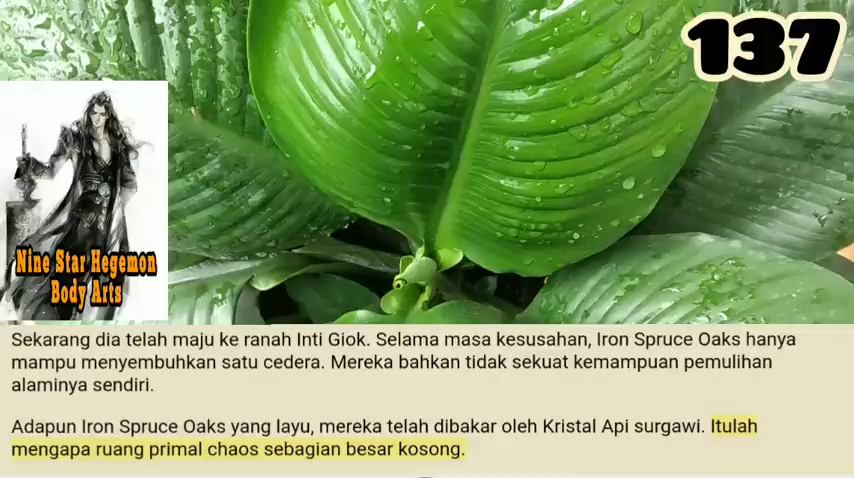 137
Nine Star Hegemon
Body Arts
Sekarang dia telah maju ke ranah Inti Giok. Selama masa kesusahan, Iron Spruce Oaks hanya
mampu menyembuhkan satu cedera. Mereka bahkan tidak sekuat kemampuan pemulihan
alaminya sendiri.
Adapun Iron Spruce Oaks yang layu, mereka telah dibakar oleh Kristal Api surgawi. Itulah
mengapa ruang primal chaos sebagian besar kosong.